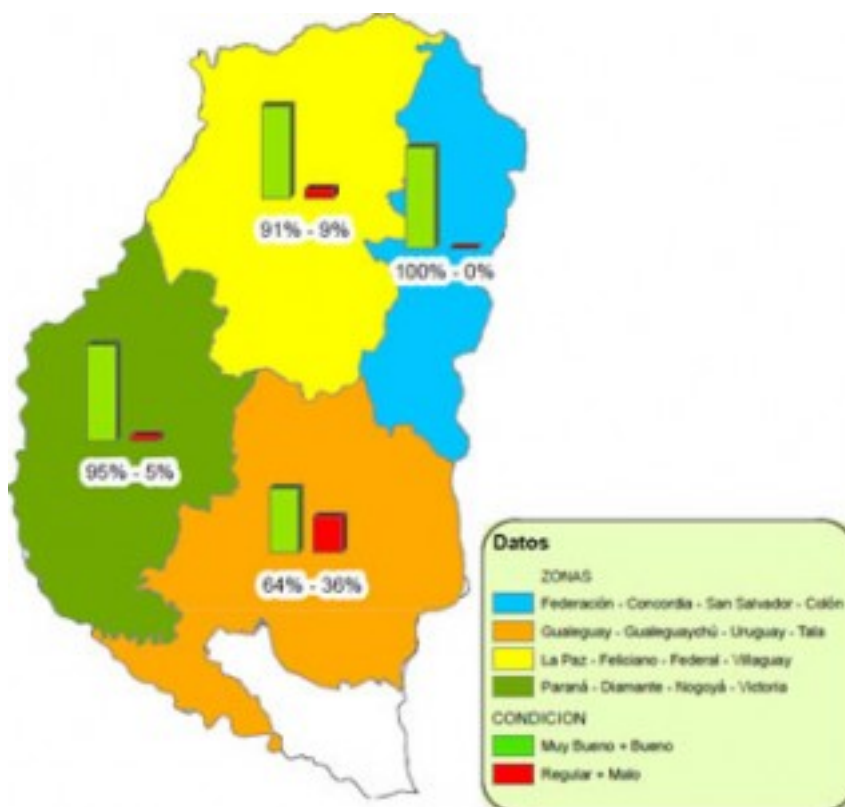 91% - 9%
100% - 0%
95% - 5%
64% - 36%
Datos
ZONAS
Federación - Concordia - San Salvador - Colón
Gualeguay - Gualeguaychú - Uruguay - Tala
La Paz - Feliciano - Federal - Villaguay
Paraná - Diamante - Nogoyá - Victoria
CONDICION
Muy Bueno + Bueno
Regular + Malo